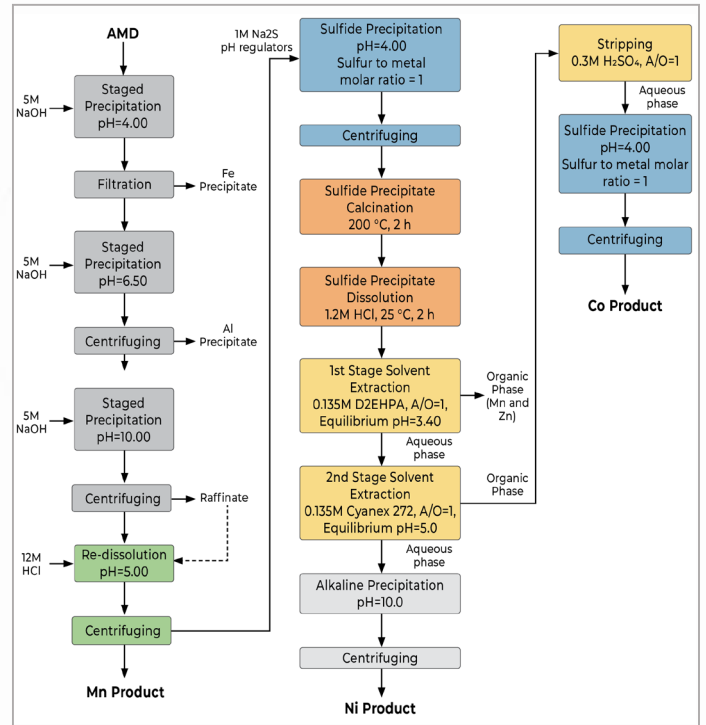 AMD
5M
NaOH
Staged
Precipitation
pH=4.00
Filtration
Fe
Precipitate
5M
NaOH
Staged
Precipitation
pH=6.50
Centrifuging
Al
Precipitate
5M
NaOH
Staged
Precipitation
pH=10.00
Centrifuging
Raffinate
12M
HCl
Re-dissolution
pH=5.00
Centrifuging
Mn Product
1M Na2S
pH regulators
Sulfide Precipitation
pH=4.00
Sulfur to metal
molar ratio = 1
Centrifuging
Sulfide Precipitate
Calcination
200 °C, 2 h
Sulfide Precipitate
Dissolution
1.2M HCl, 25 °C, 2 h
1st Stage Solvent
Extraction
0.135M D2EHPA, A/O=1,
Equilibrium pH=3.40
Organic
Phase
(Mn and
Zn)
Aqueous
phase
2nd Stage Solvent
Extraction
0.135M Cyanex 272, A/O=1,
Equilibrium pH=5.0
Organic
Phase
Aqueous
phase
Alkaline Precipitation
pH=10.0
Centrifuging
Ni Product
Stripping
0.3M H₂SO₄, A/O=1
Aqueous
phase
Sulfide Precipitation
pH=4.00
Sulfur to metal molar
ratio = 1
Centrifuging
Co Product